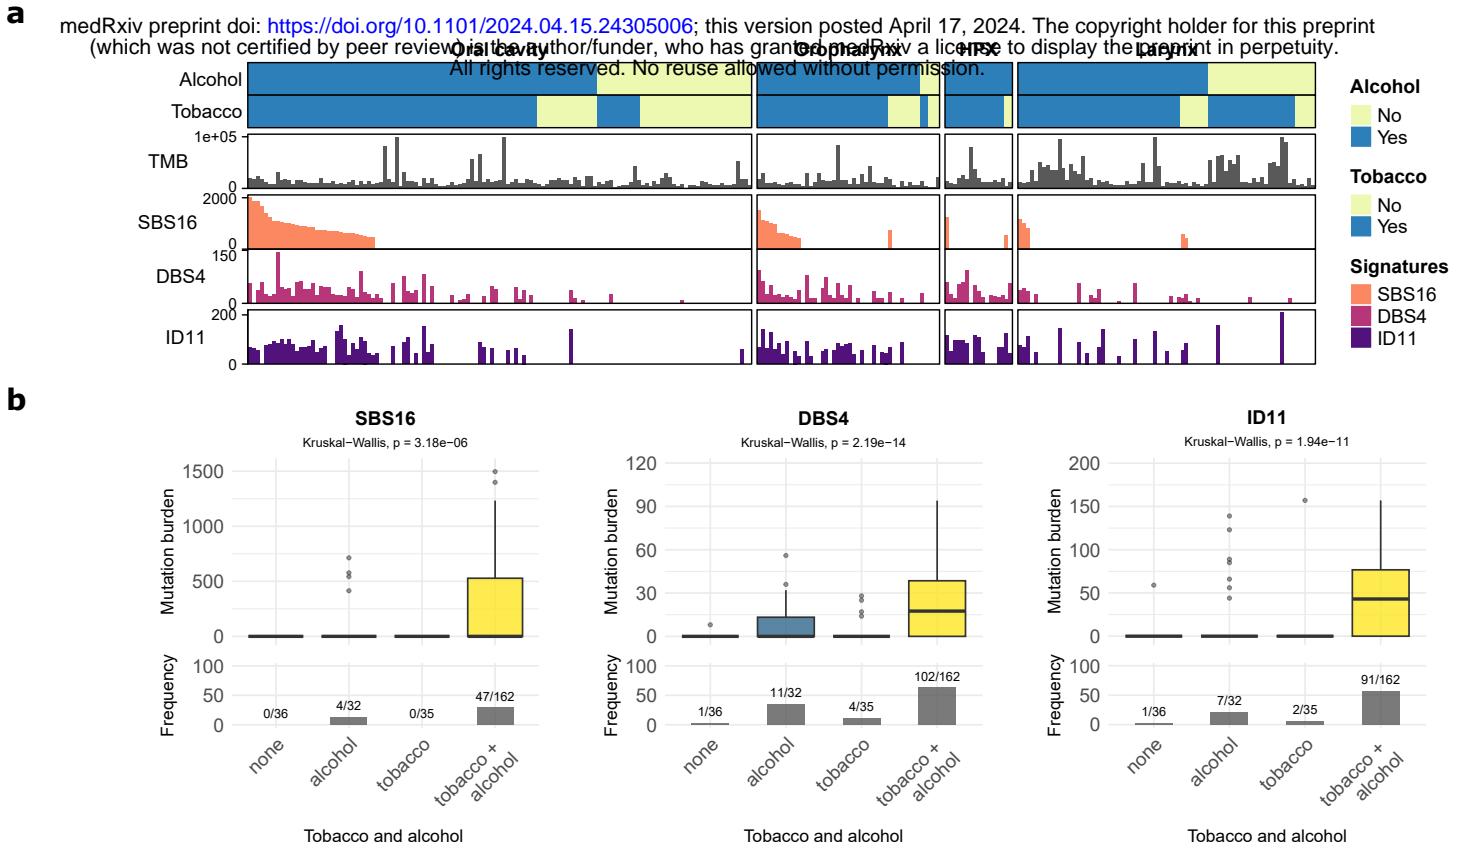 a
medRxiv preprint doi: https://doi.org/10.1101/2024.04.15.24305006; this version posted April 17, 2024. The copyright holder for this preprint
(which was not certified by peer review) is the author/funder, who has granted medRxiv a license to display the preprint in perpetuity.
All rights reserved. No reuse allowed without permission.
Oral cavity
Oropharynx
HPX
Larynx
Alcohol
Tobacco
TMB
1e+05
0
SBS16
2000
0
DBS4
150
0
ID11
200
0
Alcohol
No
Yes
Tobacco
No
Yes
Signatures
SBS16
DBS4
ID11
b
SBS16
Kruskal−Wallis, p = 3.18e−06
Mutation burden
1500
1000
500
0
Frequency
100
50
0
0/36
4/32
0/35
47/162
none
alcohol
tobacco
tobacco +
alcohol
Tobacco and alcohol
DBS4
Kruskal−Wallis, p = 2.19e−14
Mutation burden
120
90
60
30
0
Frequency
100
50
0
1/36
11/32
4/35
102/162
none
alcohol
tobacco
tobacco +
alcohol
Tobacco and alcohol
ID11
Kruskal−Wallis, p = 1.94e−11
Mutation burden
200
150
100
50
0
Frequency
100
50
0
1/36
7/32
2/35
91/162
none
alcohol
tobacco
tobacco +
alcohol
Tobacco and alcohol